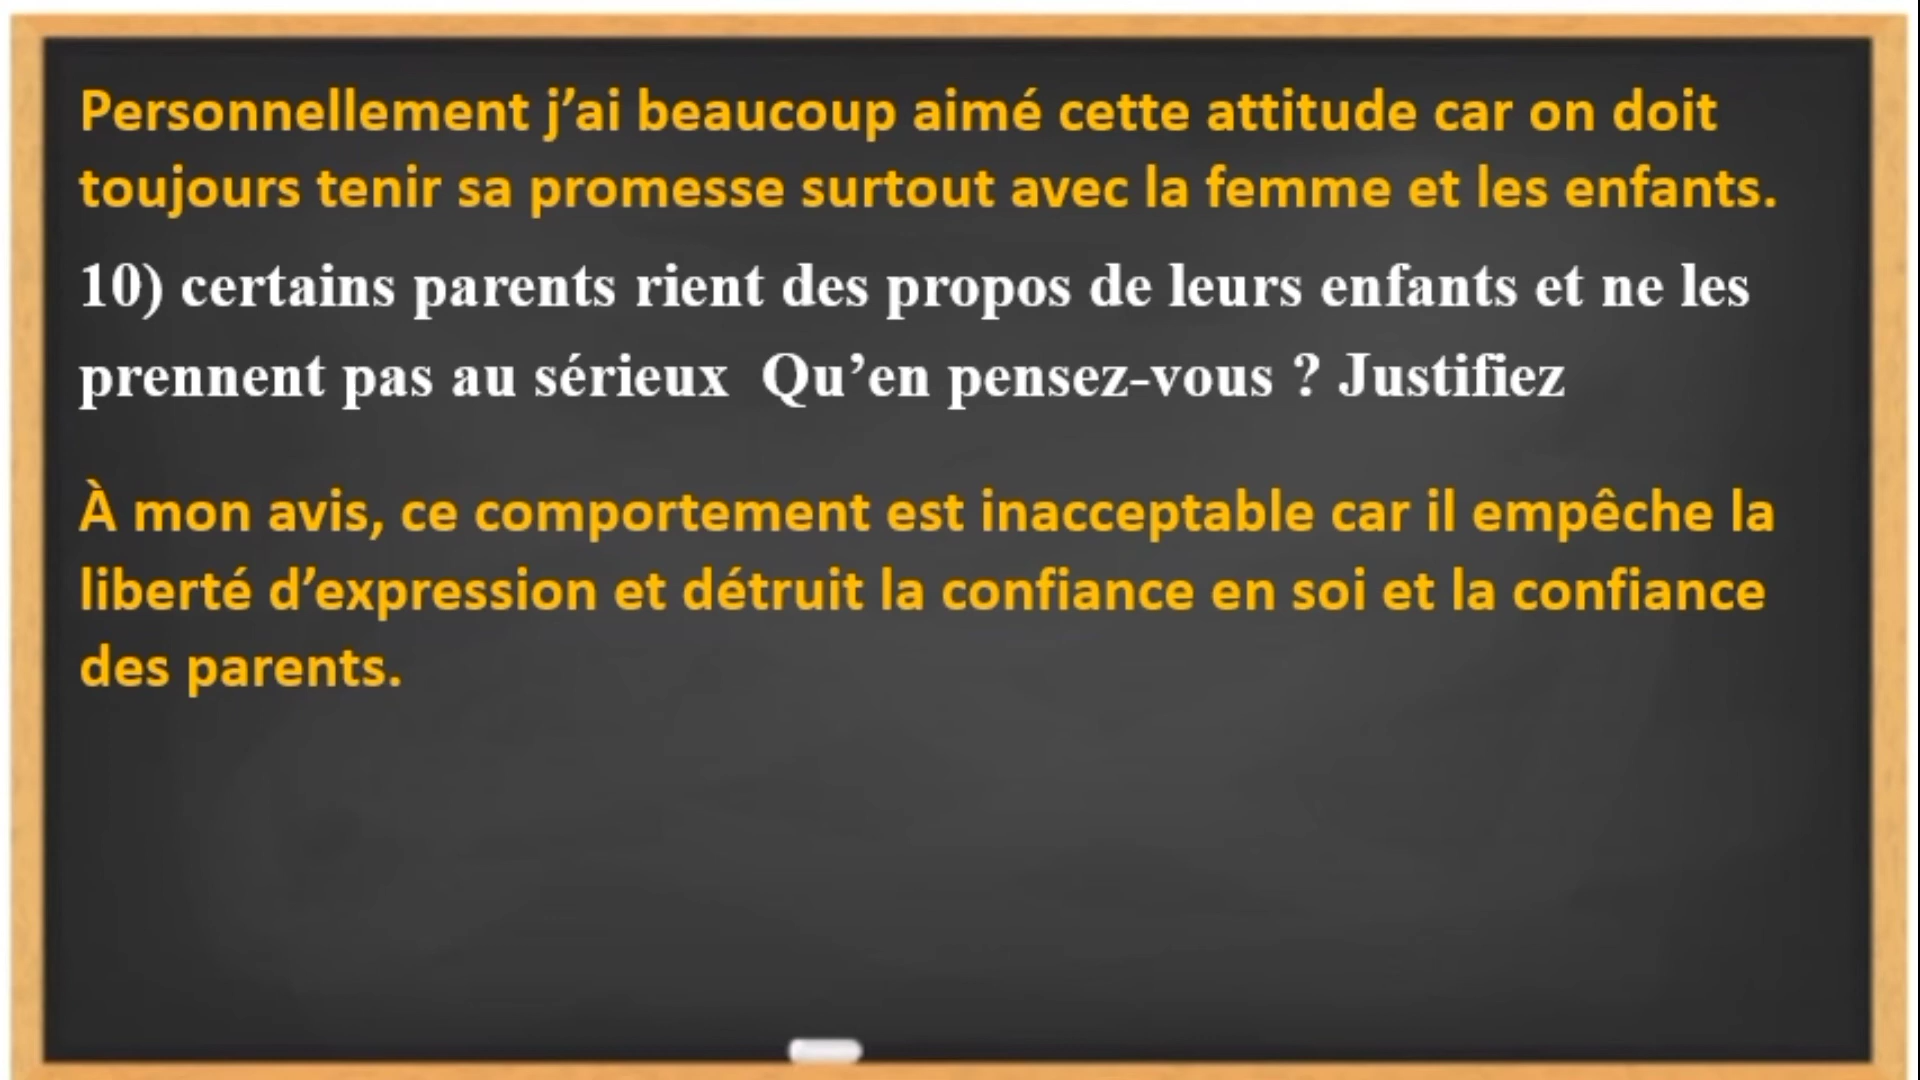 Personnellement j’ai beaucoup aimé cette attitude car on doit
toujours tenir sa promesse surtout avec la femme et les enfants.
10) certains parents rient des propos de leurs enfants et ne les
prennent pas au sérieux  Qu’en pensez-vous ? Justifiez
À mon avis, ce comportement est inacceptable car il empêche la
liberté d’expression et détruit la confiance en soi et la confiance
des parents.